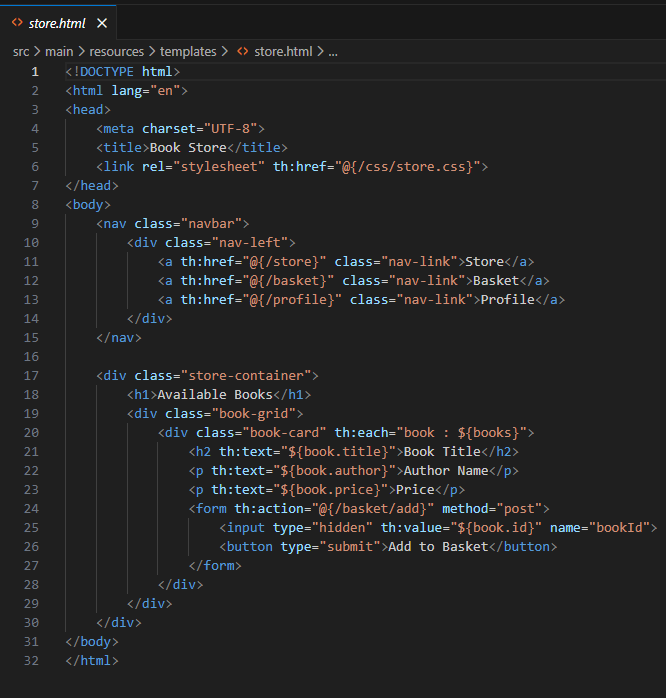 <> store.html ×
src > main > resources > templates > <> store.html > ...
1 <!DOCTYPE html>
2 <html lang="en">
3 <head>
4     <meta charset="UTF-8">
5     <title>Book Store</title>
6     <link rel="stylesheet" th:href="@{/css/store.css}">
7 </head>
8 <body>
9     <nav class="navbar">
10         <div class="nav-left">
11             <a th:href="@{/store}" class="nav-link">Store</a>
12             <a th:href="@{/basket}" class="nav-link">Basket</a>
13             <a th:href="@{/profile}" class="nav-link">Profile</a>
14         </div>
15     </nav>
16
17     <div class="store-container">
18         <h1>Available Books</h1>
19         <div class="book-grid">
20             <div class="book-card" th:each="book : ${books}">
21                 <h2 th:text="${book.title}">Book Title</h2>
22                 <p th:text="${book.author}">Author Name</p>
23                 <p th:text="${book.price}">Price</p>
24                 <form th:action="@{/basket/add}" method="post">
25                     <input type="hidden" th:value="${book.id}" name="bookId">
26                     <button type="submit">Add to Basket</button>
27                 </form>
28             </div>
29         </div>
30     </div>
31 </body>
32 </html>